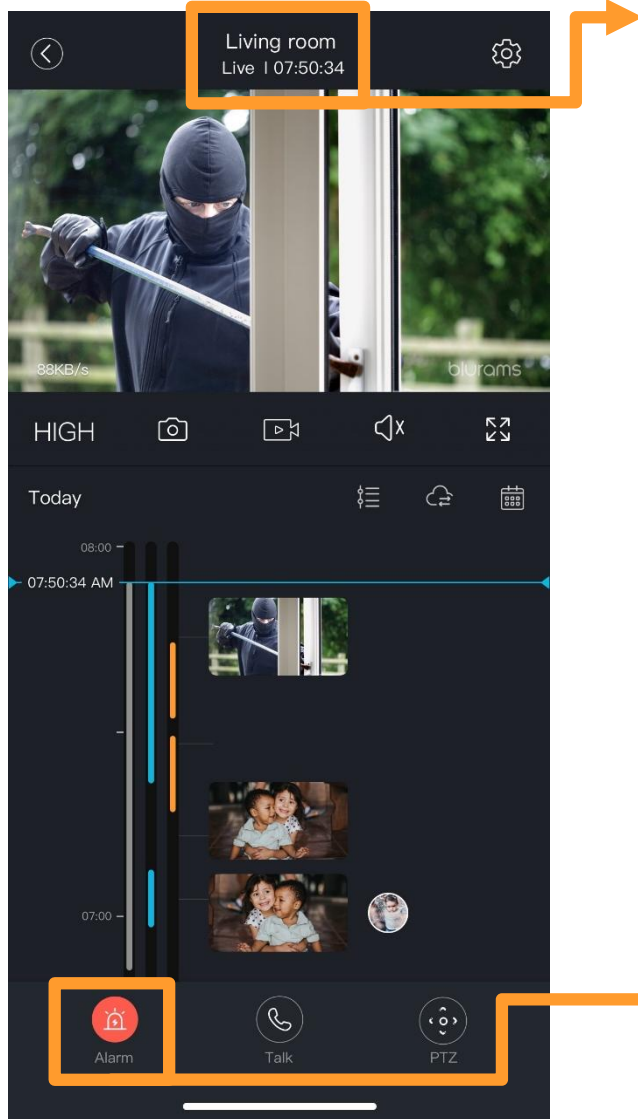 Living room
Live | 07:50:34
88KB/s
blurams
HIGH
Today
08:00
07:50:34 AM
07:00
Alarm
Talk
PTZ